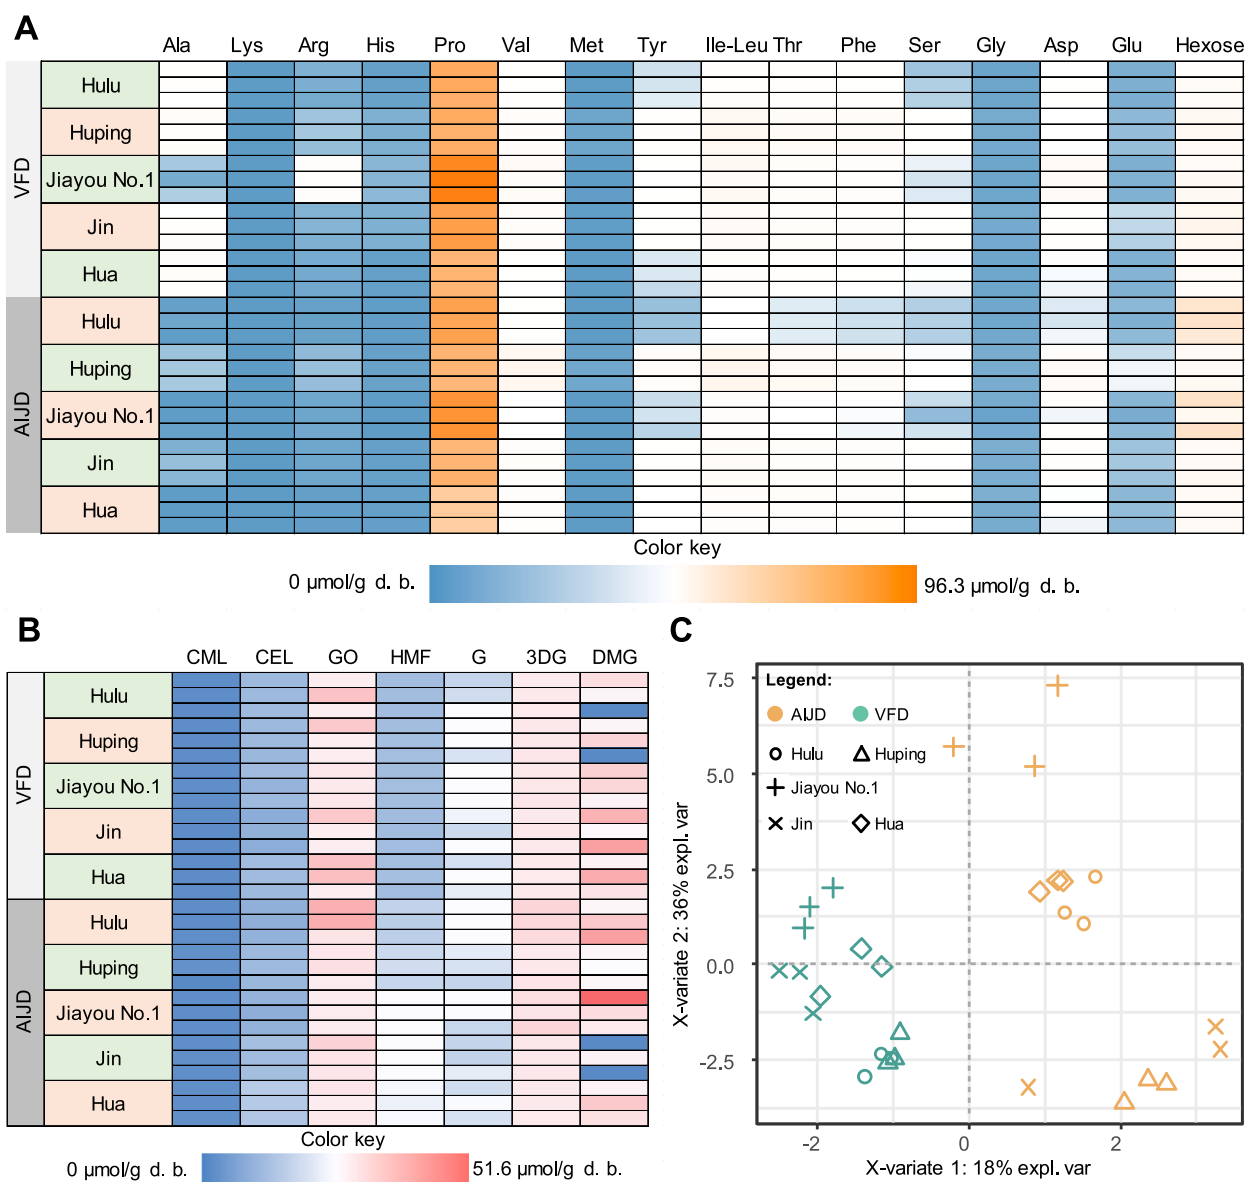 A
Ala Lys Arg His Pro Val Met Tyr Ile-Leu Thr Phe Ser Gly Asp Glu Hexose
VFD
Hulu
Huping
Jiayou No.1
Jin
Hua
AIJD
Hulu
Huping
Jiayou No.1
Jin
Hua
Color key
0 µmol/g d. b. 96.3 µmol/g d. b.
B
CML CEL GO HMF G 3DG DMG
VFD
Hulu
Huping
Jiayou No.1
Jin
Hua
AIJD
Hulu
Huping
Jiayou No.1
Jin
Hua
Color key
0 µmol/g d. b. 51.6 µmol/g d. b.
C
Legend:
AIJD VFD
Hulu Huping
Jiayou No.1
Jin Hua
7.5
5.0
2.5
0.0
-2.5
X-variate 2: 36% expl. var
-2 0 2
X-variate 1: 18% expl. var